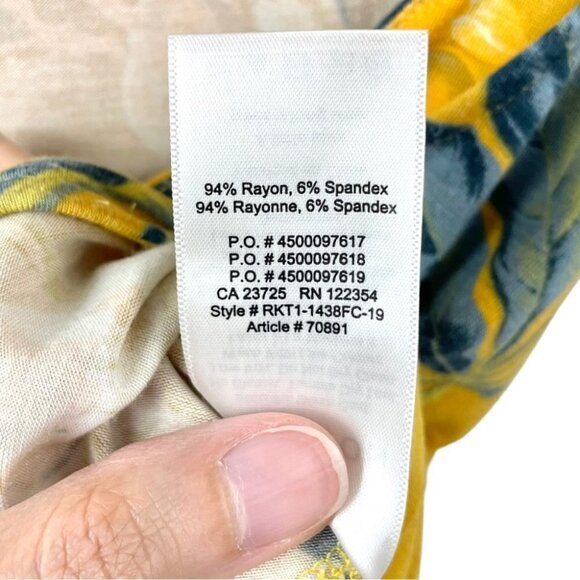 94% Rayon, 6% Spandex
94% Rayonne, 6% Spandex
P.O. # 4500097617
P.O. # 4500097618
P.O. # 4500097619
CA 23725 RN 122354
Style # RKT1-1438FC-19
Article # 70891